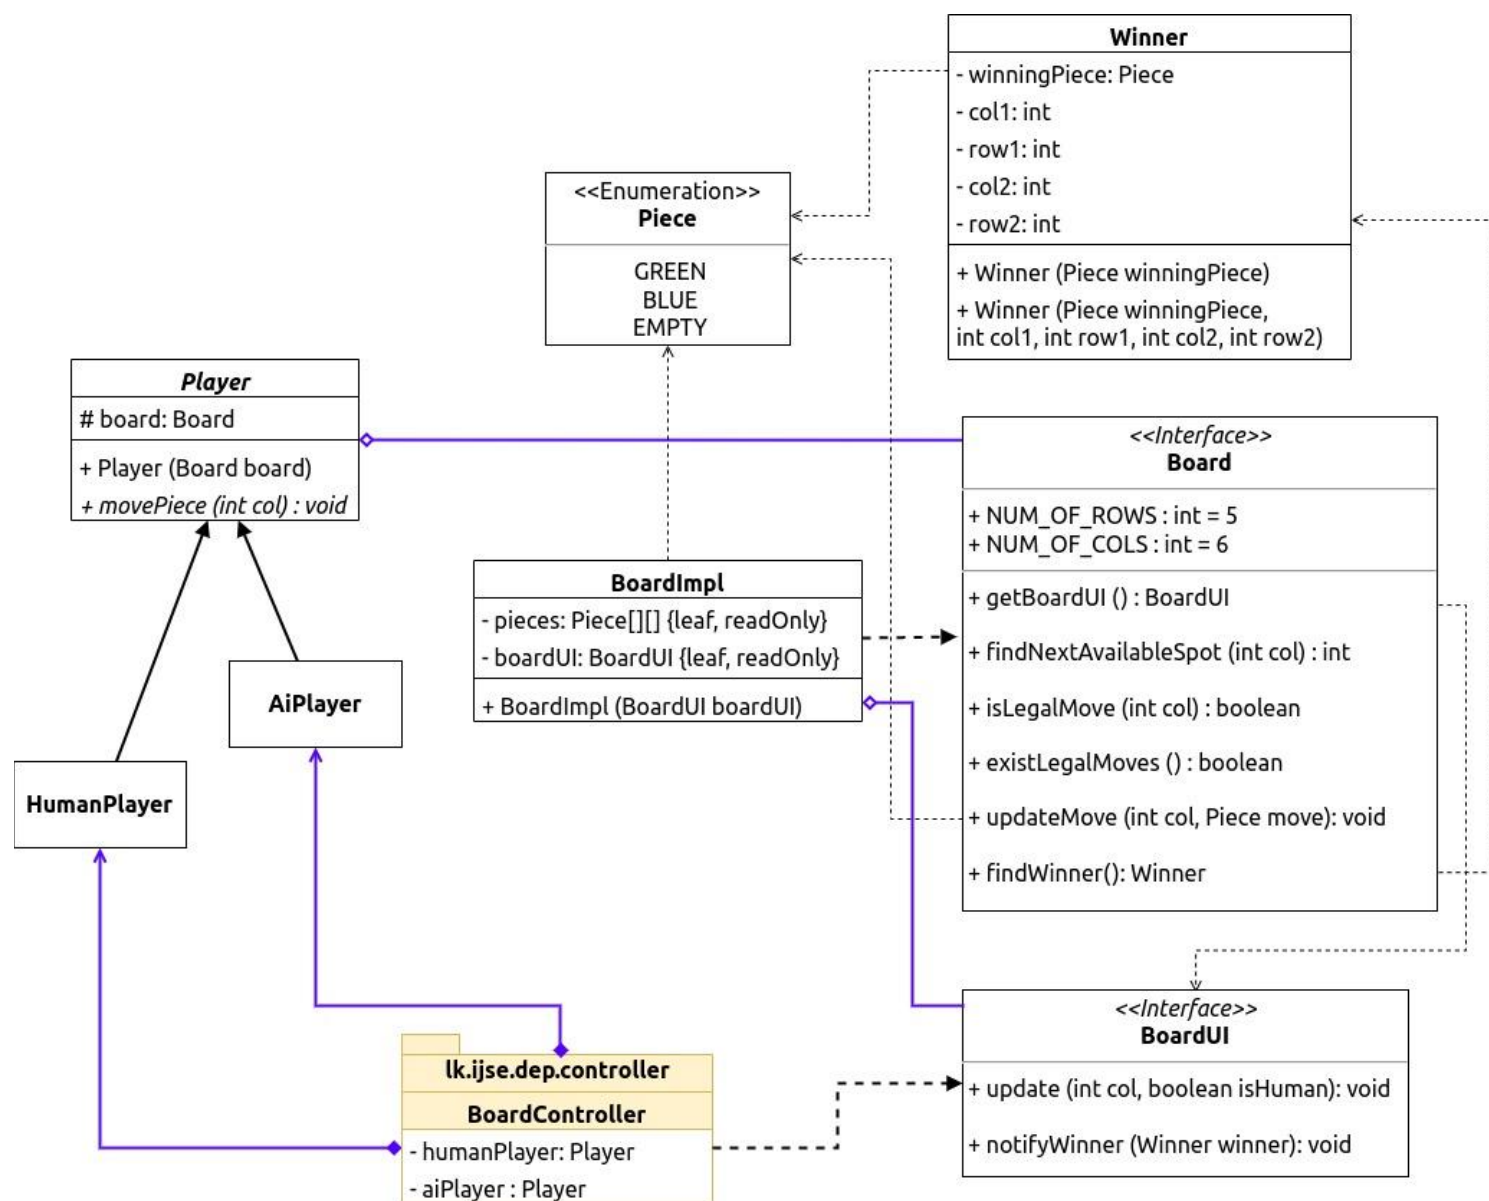 Winner
- winningPiece: Piece
- col1: int
- row1: int
- col2: int
- row2: int
+ Winner (Piece winningPiece)
+ Winner (Piece winningPiece,
int col1, int row1, int col2, int row2)
<<Enumeration>>
Piece
GREEN
BLUE
EMPTY
Player
# board: Board
+ Player (Board board)
+ movePiece (int col) : void
<<Interface>>
Board
+ NUM_OF_ROWS : int = 5
+ NUM_OF_COLS : int = 6
+ getBoardUI () : BoardUI
+ findNextAvailableSpot (int col) : int
+ isLegalMove (int col) : boolean
+ existLegalMoves () : boolean
+ updateMove (int col, Piece move): void
+ findWinner(): Winner
BoardImpl
- pieces: Piece[][] {leaf, readOnly}
- boardUI: BoardUI {leaf, readOnly}
+ BoardImpl (BoardUI boardUI)
AiPlayer
HumanPlayer
<<Interface>>
BoardUI
+ update (int col, boolean isHuman): void
+ notifyWinner (Winner winner): void
lk.ijse.dep.controller
BoardController
- humanPlayer: Player
- aiPlayer : Player